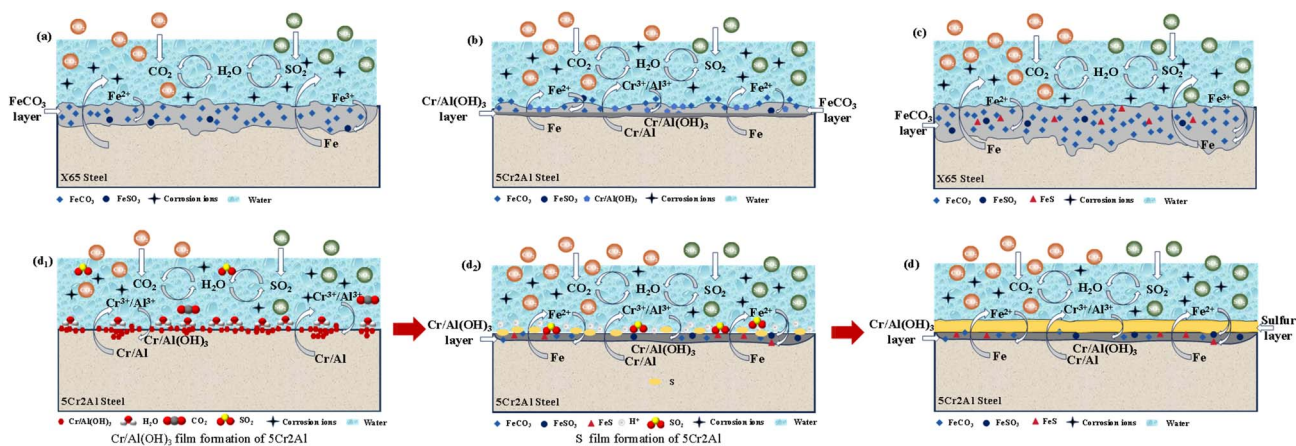 (a)
CO₂
H₂O
SO₂
Fe²⁺
Fe³⁺
FeCO₃
layer
Fe
X65 Steel
FeCO₃ FeSO₃ Corrosion ions Water
(b)
CO₂
H₂O
SO₂
Fe²⁺
Cr³⁺/Al³⁺
Fe²⁺
Cr/Al(OH)₃
layer
FeCO₃
layer
Fe
Cr/Al(OH)₃
Cr/Al
Fe
5Cr2Al Steel
FeCO₃ FeSO₃ Cr/Al(OH)₃ Corrosion ions Water
(c)
CO₂
H₂O
SO₂
Fe²⁺
Fe³⁺
FeCO₃
layer
Fe
Fe
X65 Steel
FeCO₃ FeSO₃ FeS Corrosion ions Water
(d₁)
CO₂
H₂O
SO₂
Cr³⁺/Al³⁺
Cr³⁺/Al³⁺
Cr/Al(OH)₃
Cr/Al
Cr/Al
5Cr2Al Steel
Cr/Al(OH)₃ H₂O CO₂ SO₂ Corrosion ions Water
Cr/Al(OH)₃ film formation of 5Cr2Al
(d₂)
CO₂
H₂O
SO₂
Fe²⁺
Cr³⁺/Al³⁺
Fe²⁺
Cr/Al(OH)₃
layer
Fe
Cr/Al(OH)₃
Cr/Al
Fe
S
5Cr2Al Steel
FeCO₃ FeSO₃ FeS H⁺ SO₂ Corrosion ions Water
S film formation of 5Cr2Al
(d)
CO₂
H₂O
SO₂
Fe²⁺
Cr³⁺/Al³⁺
Fe²⁺
Cr/Al(OH)₃
layer
Sulfur
layer
Fe
Cr/Al(OH)₃
Cr/Al
Fe
5Cr2Al Steel
FeCO₃ FeSO₃ FeS Corrosion ions Water